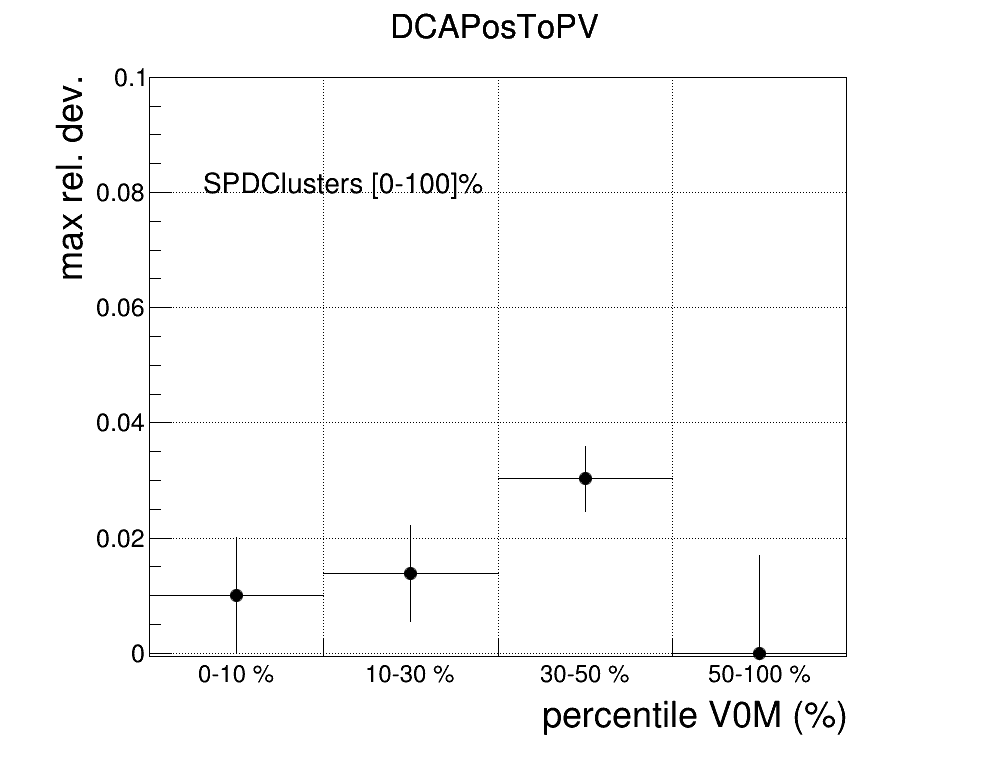 DCAPosToPV
max rel. dev.
0.1
SPDClusters [0-100]%
0.08
0.06
0.04
0.02
0
0-10 % 10-30 % 30-50 % 50-100 %
percentile V0M (%)